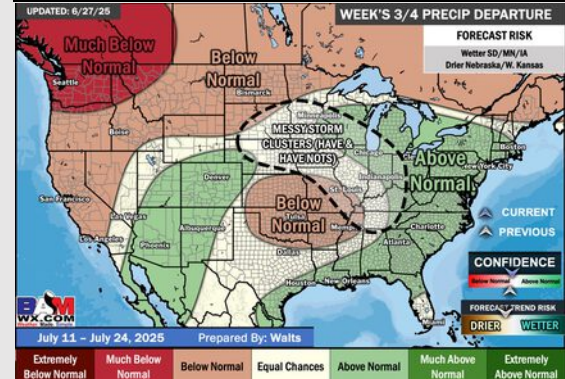 UPDATED: 6/27/25
WEEK'S 3/4 PRECIP DEPARTURE
FORECAST RISK
Wetter SD/MN/IA
Drier Nebraska/W. Kansas
Much Below
Normal
Seattle
Below
Normal
Bismarck
Boise
Minneapolis
MESSY STORM
CLUSTERS (HAVE &
HAVE NOTS)
Chicago
Above
Normal
Boston
New York City
Indianapolis
Denver
St. Louis
San Francisco
Las Vegas
Below
Normal
Tulsa
Memphis
Charlotte
Los Angeles
Albuquerque
Phoenix
Dallas
Atlanta
Houston
New Orleans
Miami
CURRENT
PREVIOUS
CONFIDENCE
Below Normal
Above Normal
FORECAST TREND RISK
DRIER
WETTER
BAM
WX.COM
July 11 – July 24, 2025
Prepared By: Walts
Extremely
Below Normal
Much Below
Normal
Below Normal
Equal Chances
Above Normal
Much Above
Normal
Extremely
Above Normal